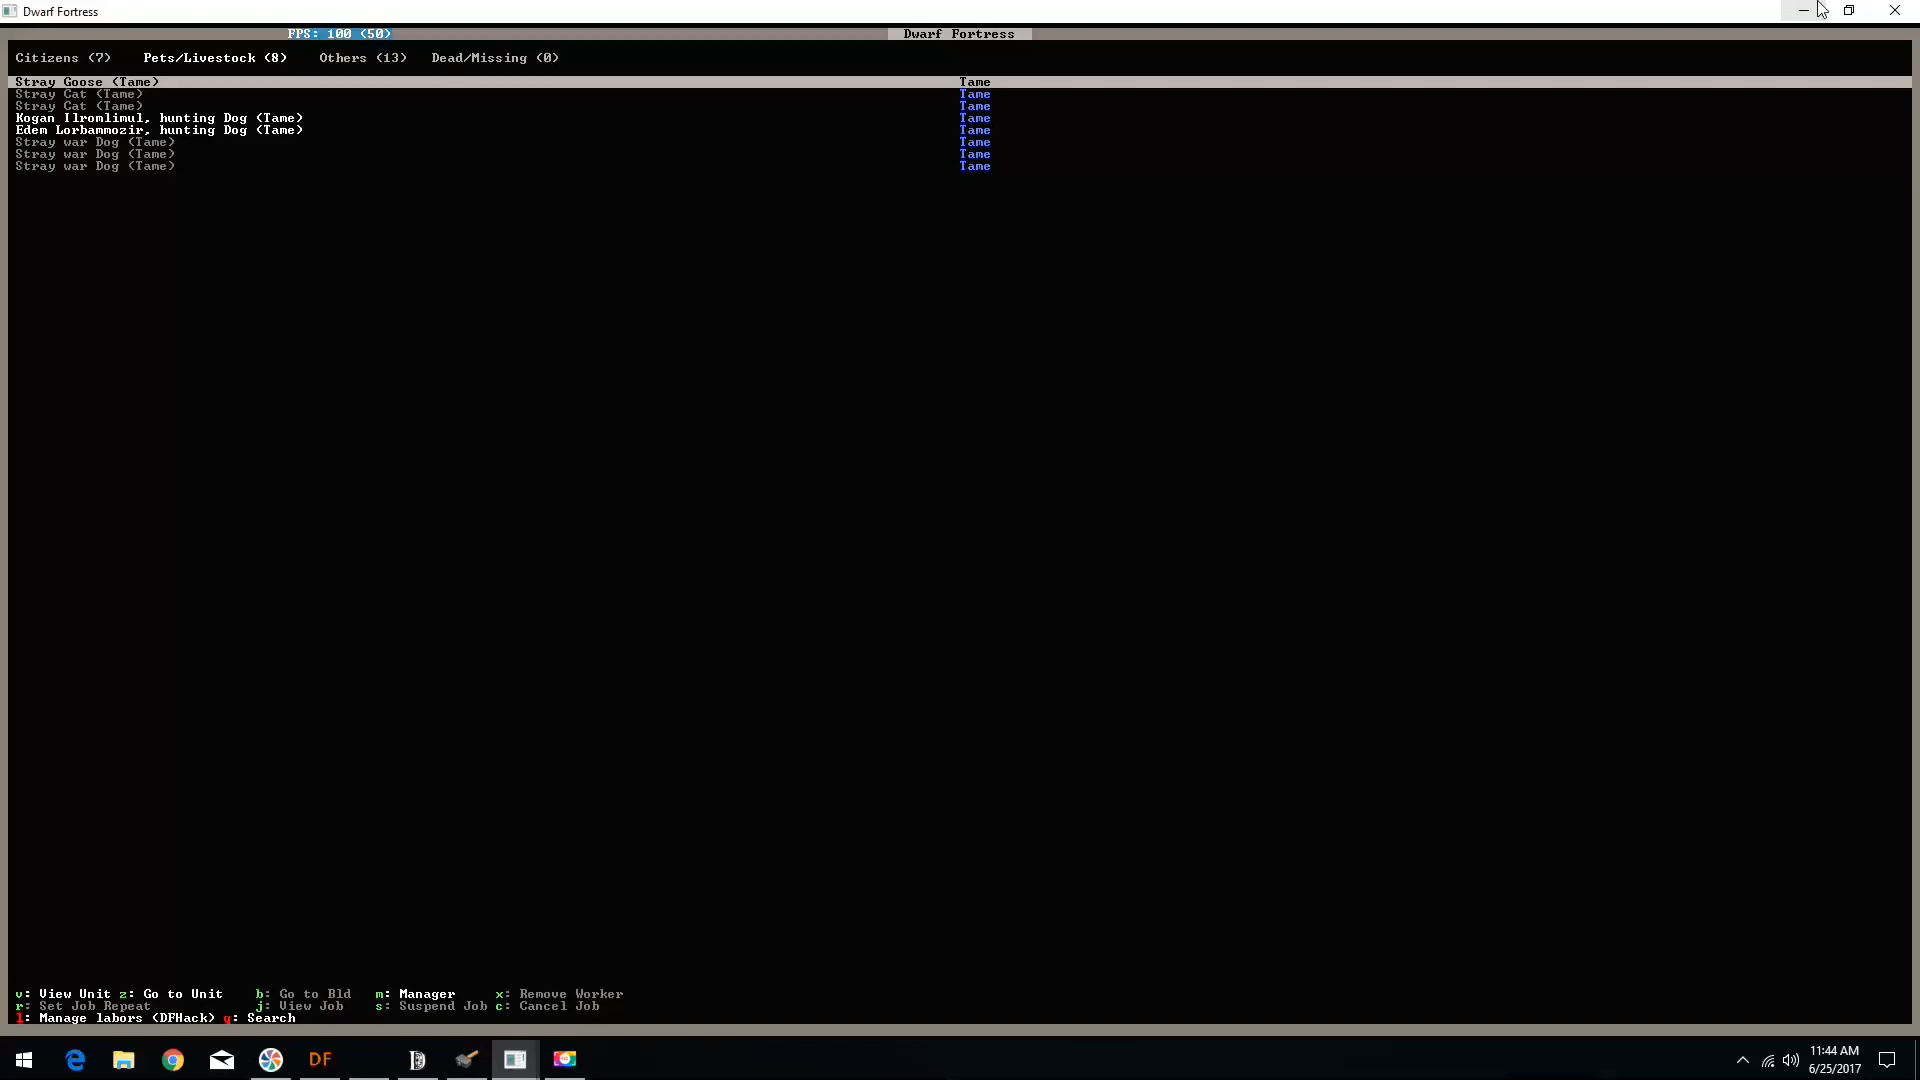 Dwarf Fortress
FPS: 100 (50)
Dwarf Fortress
Citizens (7) Pets/Livestock (8) Others (13) Dead/Missing (0)
Stray Goose (Tame) Tame
Stray Cat (Tame) Tame
Stray Cat (Tame) Tame
Kogan Ilromlimul, hunting Dog (Tame) Tame
Edem Lorbammozir, hunting Dog (Tame) Tame
Stray war Dog (Tame) Tame
Stray war Dog (Tame) Tame
Stray war Dog (Tame) Tame
v: View Unit z: Go to Unit b: Go to Bld m: Manager x: Remove Worker
r: Set Job Repeat j: View Job s: Suspend Job c: Cancel Job
l: Manage labors (DFHack) q: Search
DF
11:44 AM
6/25/2017